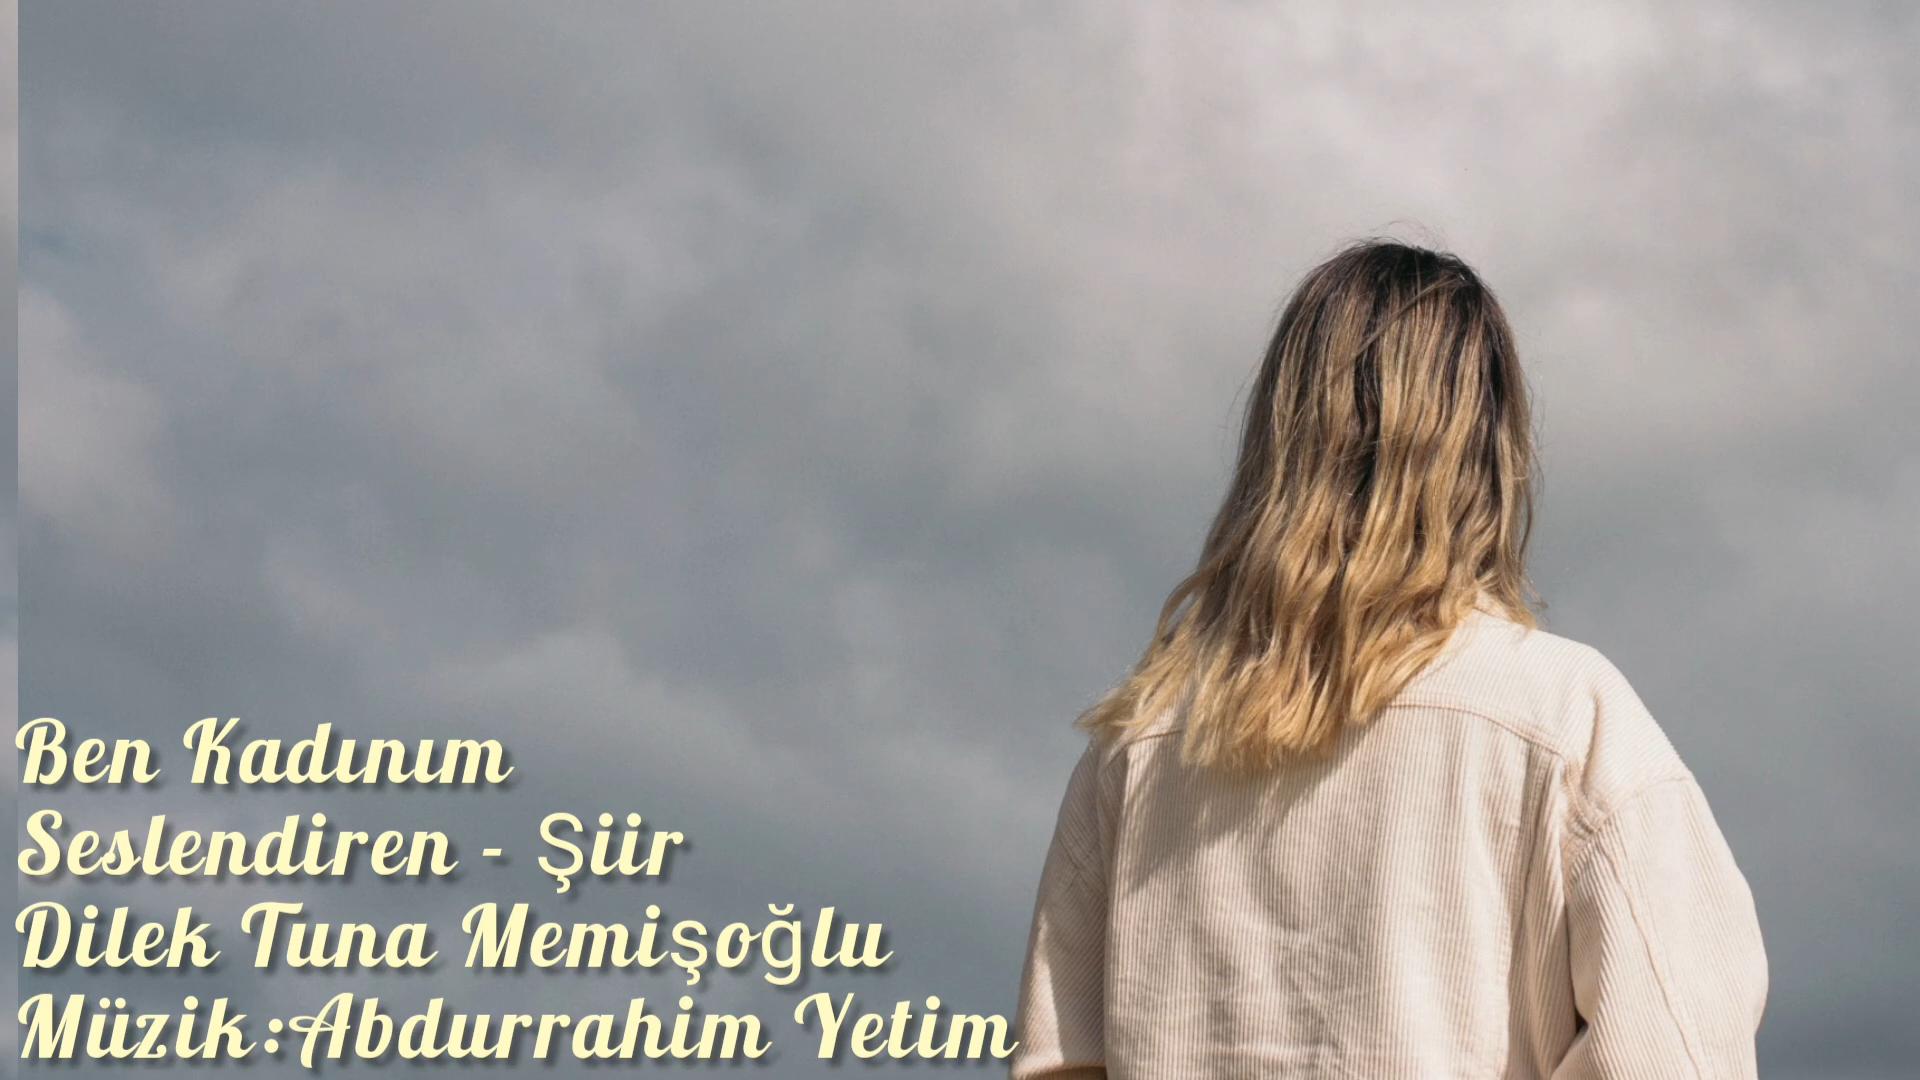 Ben Kadınım
Seslendiren - Şiir
Dilek Tuna Memişoğlu
Müzik:Abdurrahim Yetim